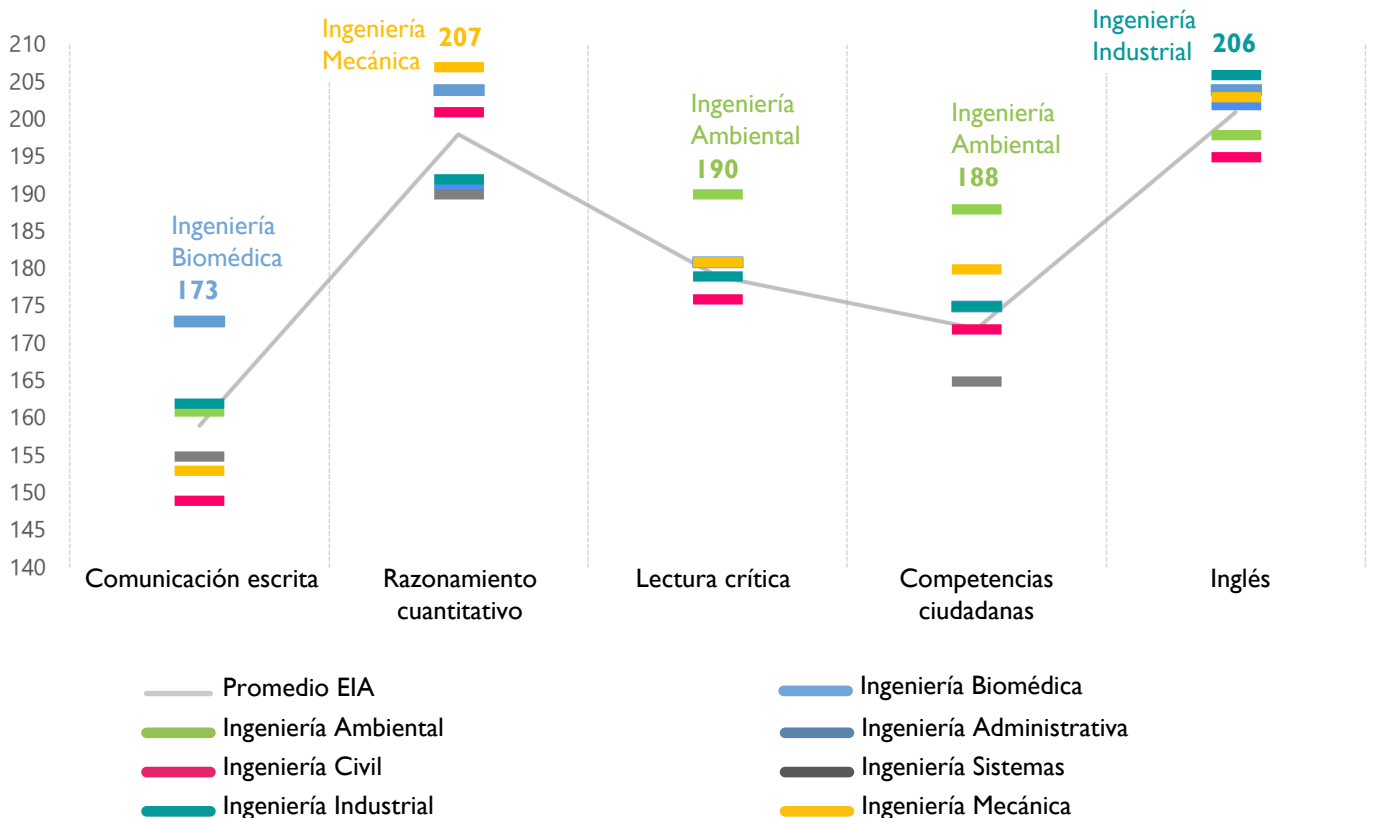 Ingeniería
Mecánica
207
Ingeniería
Industrial
206
Ingeniería
Ambiental
190
Ingeniería
Ambiental
188
Ingeniería
Biomédica
173
210
205
200
195
190
185
180
175
170
165
160
155
150
145
140
Comunicación escrita
Razonamiento
cuantitativo
Lectura crítica
Competencias
ciudadanas
Inglés
Promedio EIA
Ingeniería Biomédica
Ingeniería Ambiental
Ingeniería Administrativa
Ingeniería Civil
Ingeniería Sistemas
Ingeniería Industrial
Ingeniería Mecánica